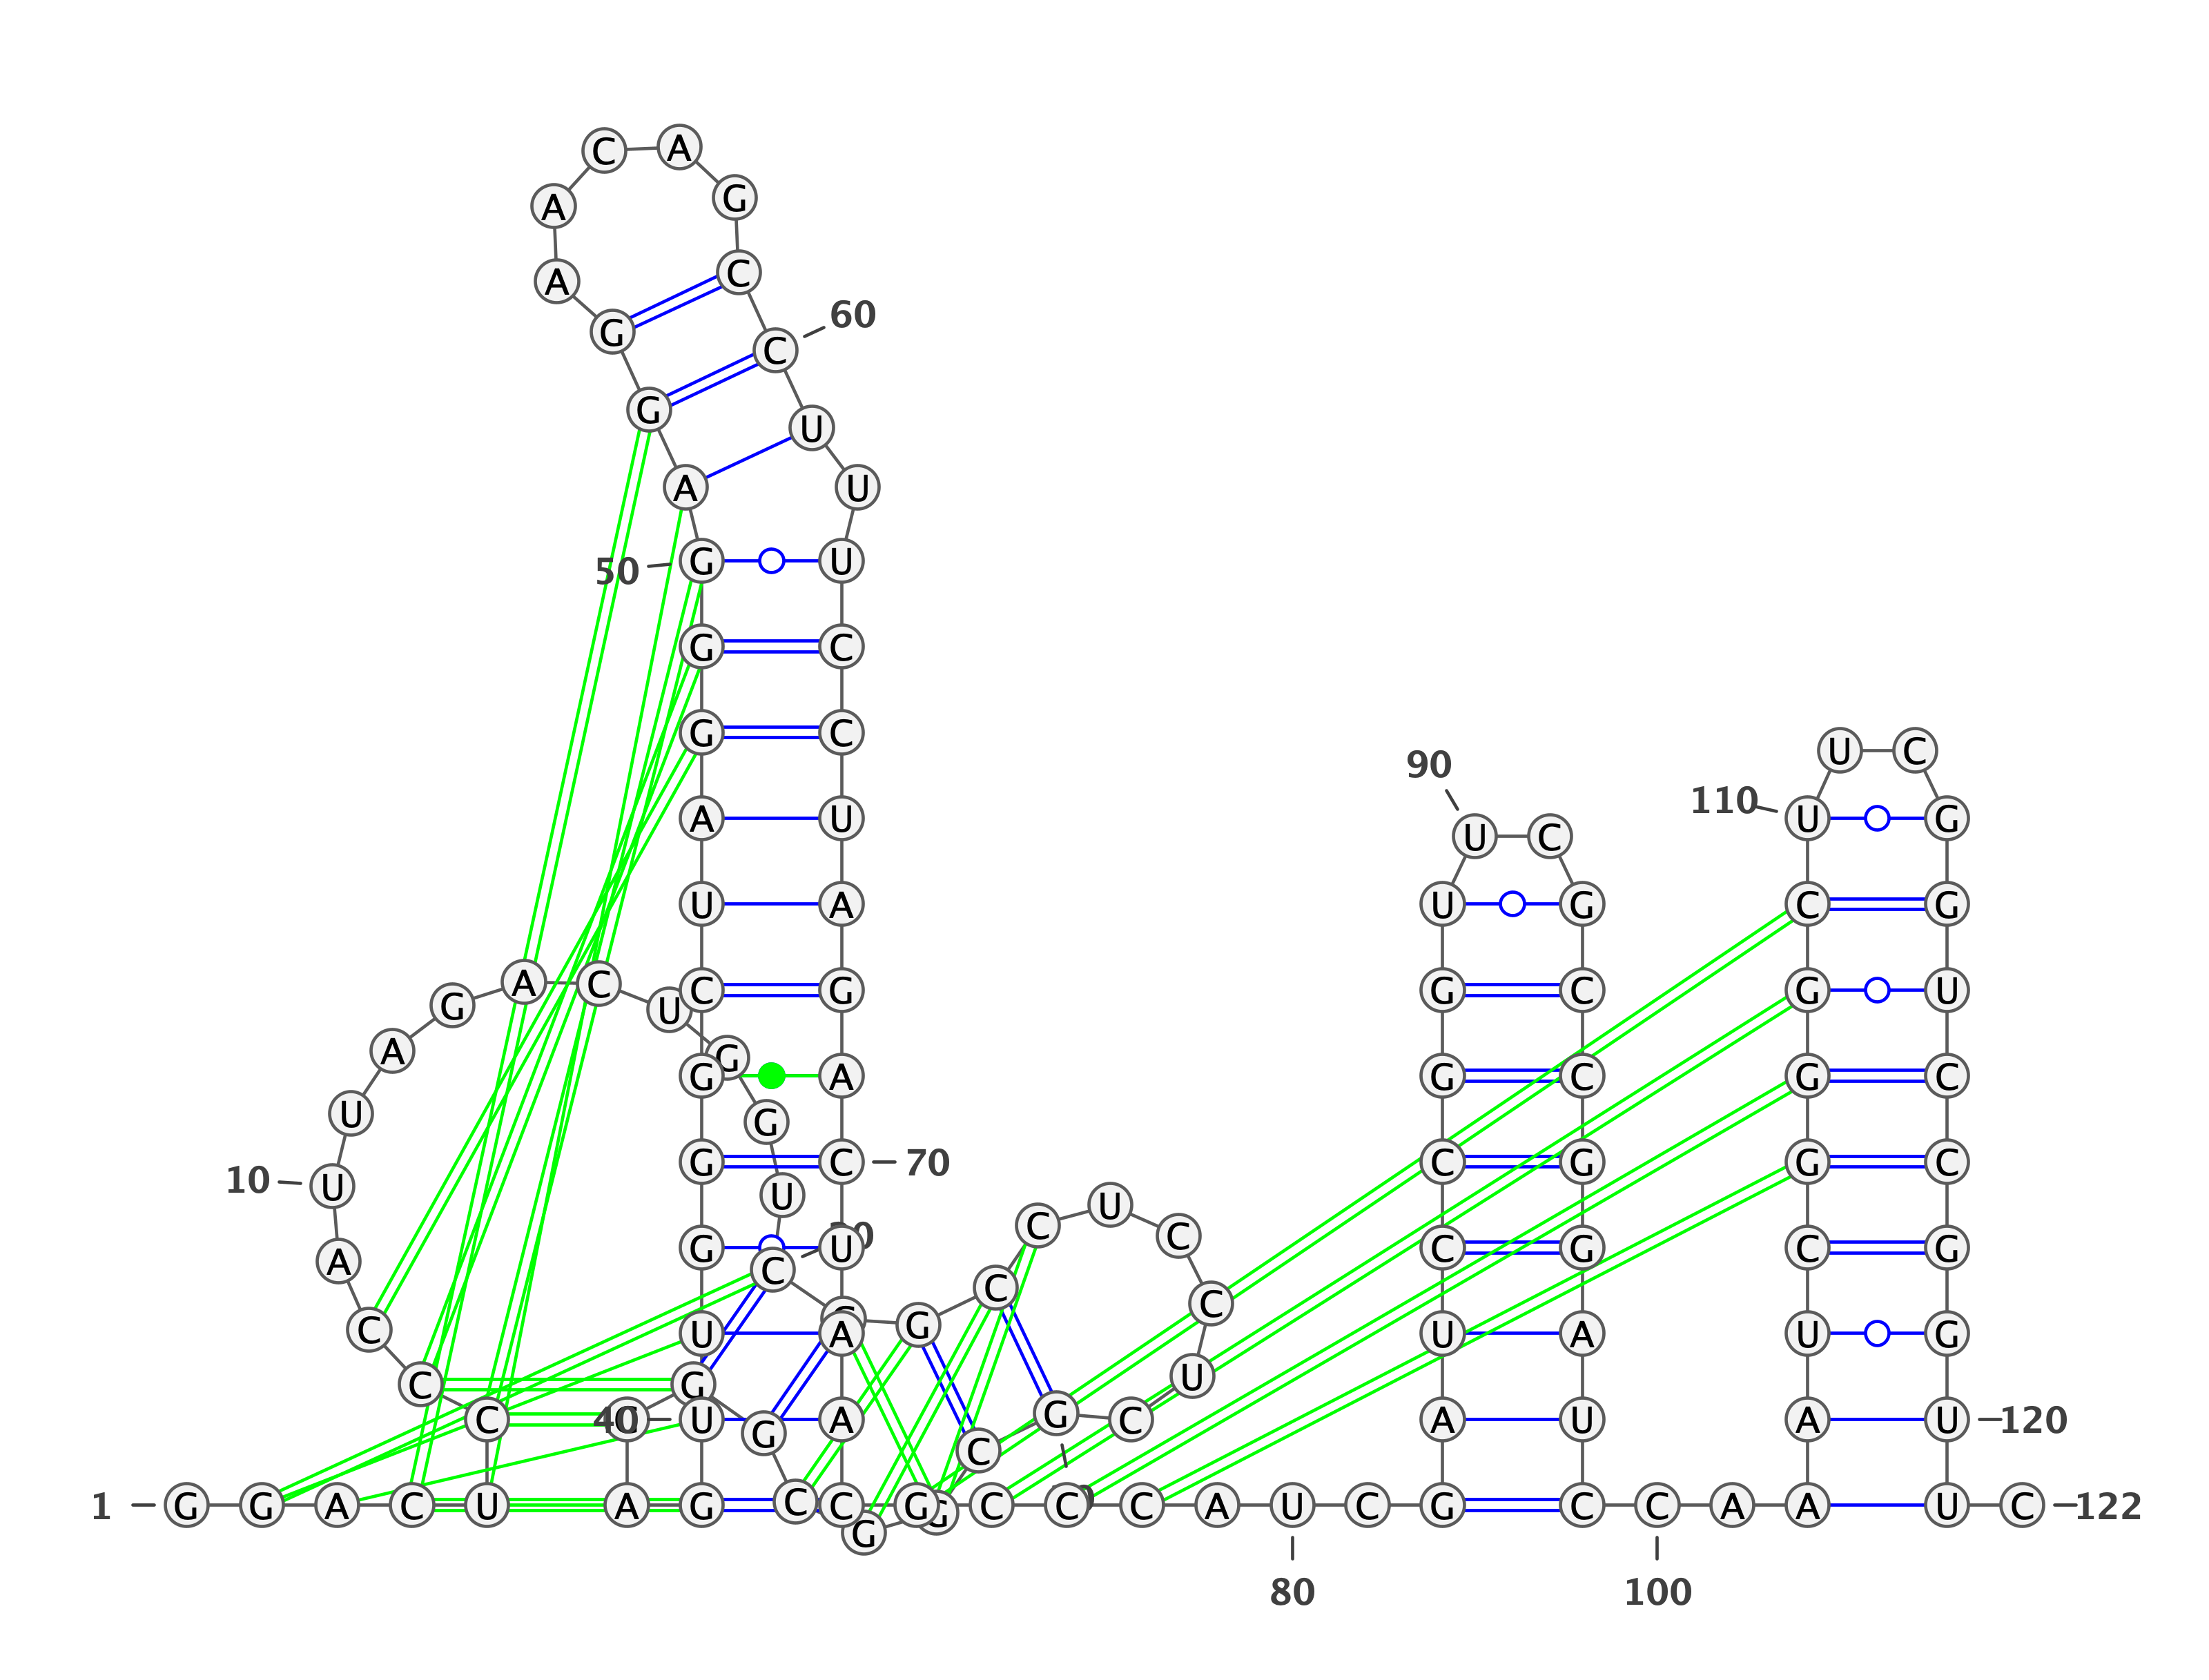 C A
A G
A C
60
G C
G U
A U
50 G U
G C
G C
U C
90 U C
110
A U U G
U A U G C G
A C
C G G C G U
G U
A G
G A G C G C
U G
G C 70 C G G C
10 U U
C U C
G U C G C G
A C C C
C G
U A U A U G
C G U
G C
40
C U A C A U A U 120
G C
1 G G A C U A G C C G C C C A U C G C C A A U C 122
G
80 100